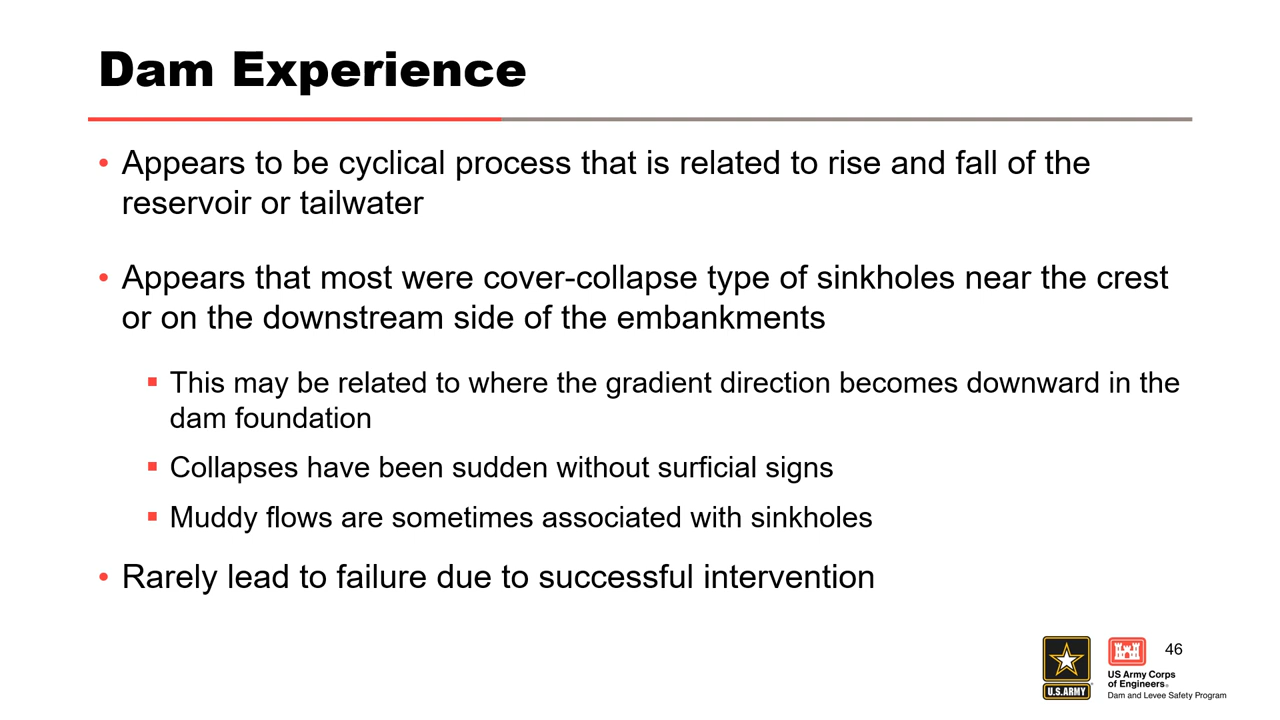 Dam Experience
• Appears to be cyclical process that is related to rise and fall of the
reservoir or tailwater
• Appears that most were cover-collapse type of sinkholes near the crest
or on the downstream side of the embankments
▪ This may be related to where the gradient direction becomes downward in the
dam foundation
▪ Collapses have been sudden without surficial signs
▪ Muddy flows are sometimes associated with sinkholes
• Rarely lead to failure due to successful intervention
46
U.S.ARMY
US Army Corps
of Engineers®
Dam and Levee Safety Program